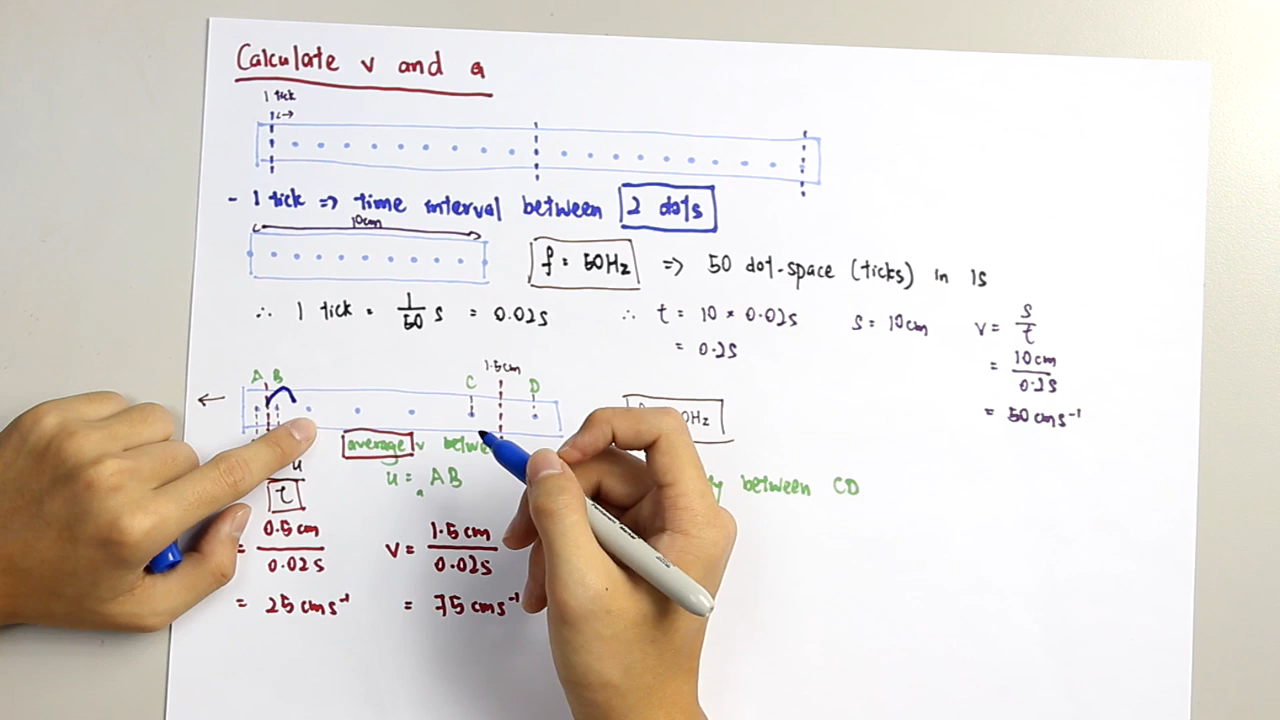 Calculate v and a
1 tick
- 1 tick => time interval between 2 dots
10cm
f = 50Hz => 50 dot-space (ticks) in 1s
∴ 1 tick = 1/50 s = 0.02s
∴ t = 10 × 0.02s
= 0.2s
s = 10cm
v = s/t
= 10cm/0.2s
= 50 cms⁻¹
A B C 1.5cm D
Hz
average v
u = AB
between CD
u
t
= 0.5cm/0.02s
= 25 cms⁻¹
v = 1.5cm/0.02s
= 75 cms⁻¹